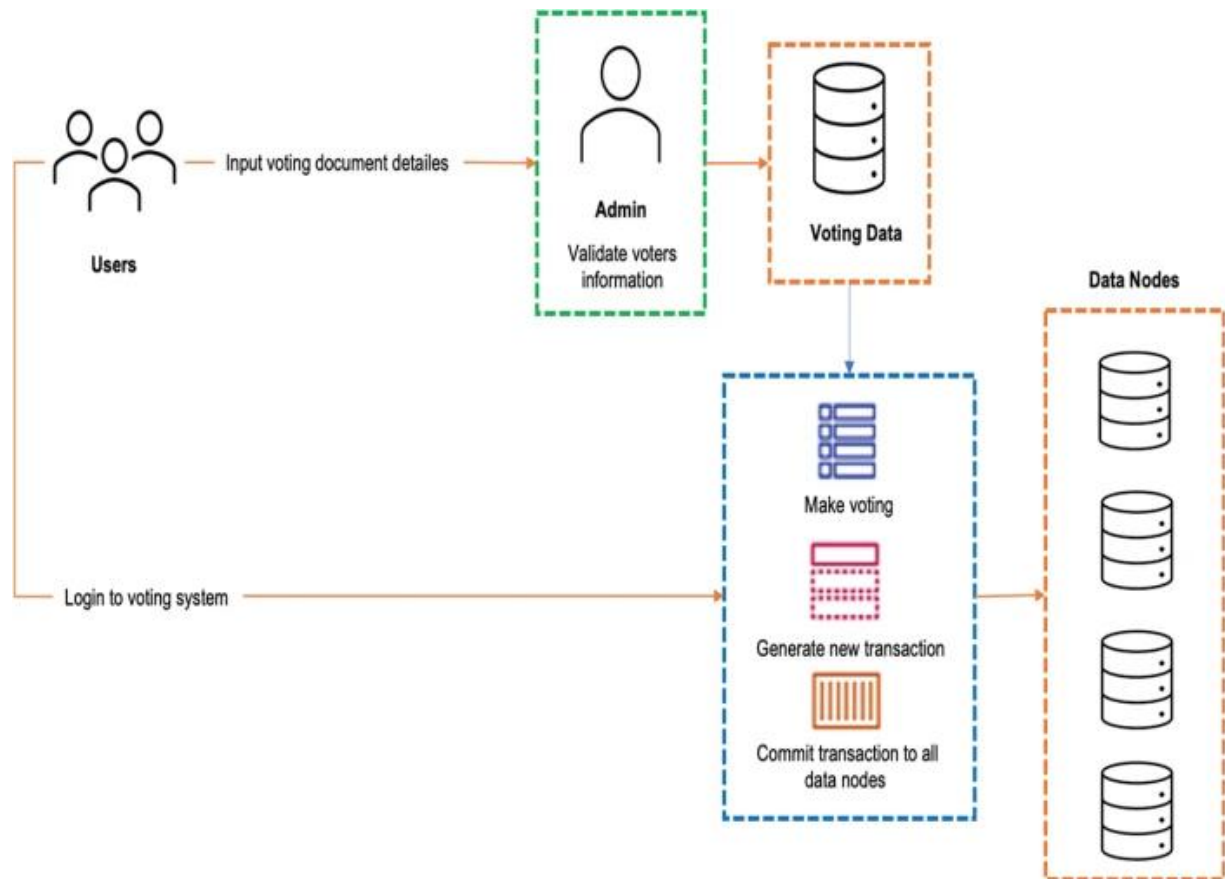 Input voting document detailes
Users
Admin
Validate voters
information
Voting Data
Data Nodes
Make voting
Login to voting system
Generate new transaction
Commit transaction to all
data nodes